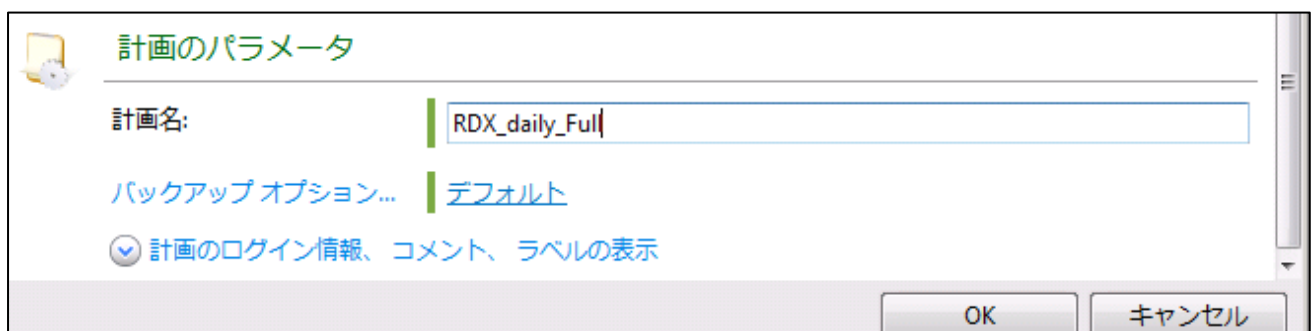 計画のパラメータ
計画名: RDX_daily_Full
バックアップ オプション... デフォルト
計画のログイン情報、コメント、ラベルの表示
OK キャンセル